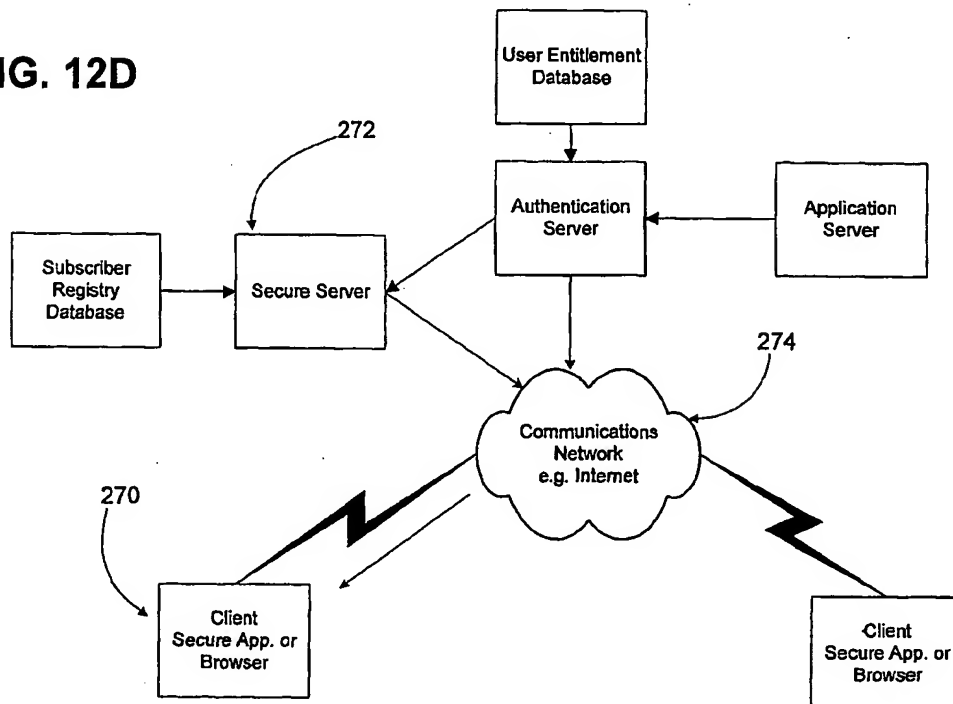 IG. 12D
User Entitlement
Database
272
Authentication
Server
Application
Server
Subscriber
Registry
Database
Secure Server
274
Communications
Network
e.g. Internet
270
Client
Secure App. or
Browser
Client
Secure App. or
Browser